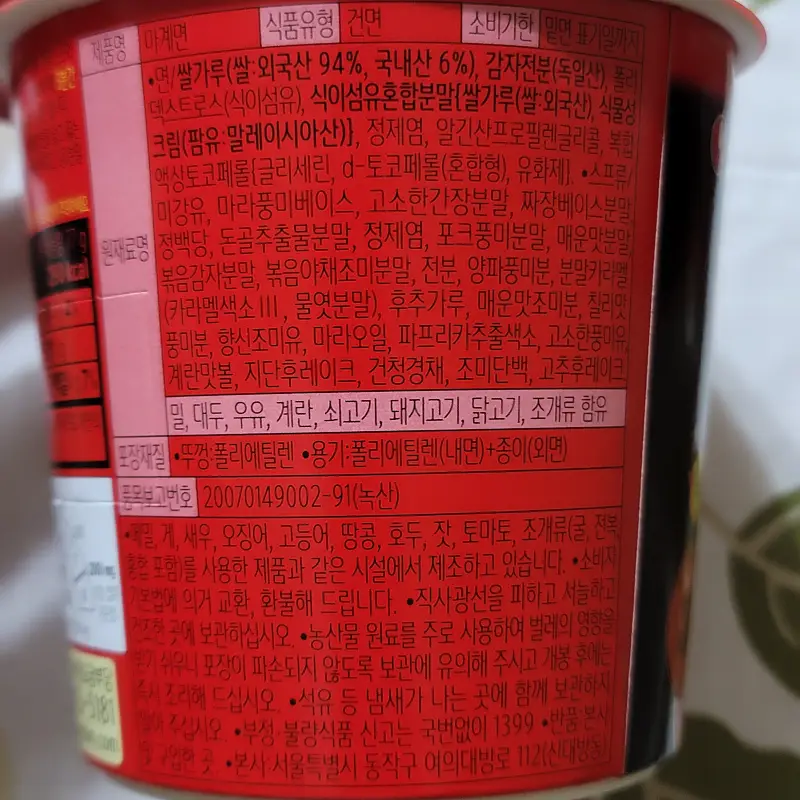 제품명 마계면 식품유형 건면 소비기한 밑면 표기일까지
원재료명
•면/쌀가루(쌀:외국산 94%, 국내산 6%), 감자전분(독일산), 폴리
덱스트로스(식이섬유), 식이섬유혼합분말{쌀가루(쌀:외국산), 식물성
크림(팜유·말레이시아산)}, 정제염, 알긴산프로필렌글리콜, 복합
액상토코페롤{글리세린, d-토코페롤(혼합형), 유화제} •스프류/
미강유, 마라풍미베이스, 고소한간장분말, 짜장베이스분말,
정백당, 돈골추출물분말, 정제염, 포크풍미분말, 매운맛분말,
볶음감자분말, 볶음야채조미분말, 전분, 양파풍미분, 분말카라멜
(카라멜색소III, 물엿분말), 후추가루, 매운맛조미분, 칠리맛
풍미분, 향신조미유, 마라오일, 파프리카추출색소, 고소한풍미유,
계란맛볼, 지단후레이크, 건청경채, 조미단백, 고추후레이크
밀, 대두, 우유, 계란, 쇠고기, 돼지고기, 닭고기, 조개류 함유
포장재질 •뚜껑:폴리에틸렌 •용기:폴리에틸렌(내면)+종이(외면)
품목보고번호 20070149002-91(녹산)
•메밀, 게, 새우, 오징어, 고등어, 땅콩, 호두, 잣, 토마토, 조개류(굴, 전복,
홍합 포함)를 사용한 제품과 같은 시설에서 제조하고 있습니다. •소비자
기본법에 의거 교환, 환불해 드립니다. •직사광선을 피하고 서늘하고
건조한 곳에 보관하십시오. •농산물 원료를 주로 사용하여 벌레의 영향을
받기 쉬우니 포장이 파손되지 않도록 보관에 유의해 주시고 개봉 후에는
즉시 조리해 드십시오. •석유 등 냄새가 나는 곳에 함께 보관하지
말아 주십시오. •부정·불량식품 신고는 국번없이 1399 •반품:본사
및 구입한 곳 •본사:서울특별시 동작구 여의대방로 112(신대방동)